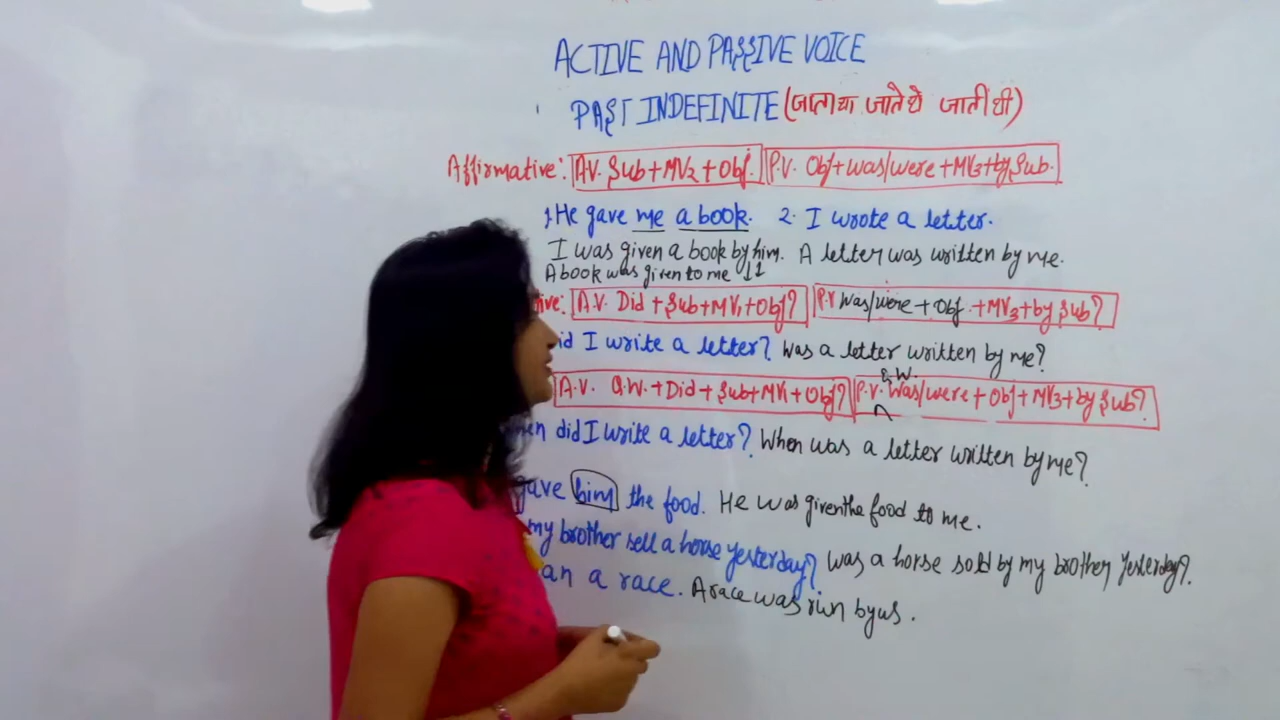 ACTIVE AND PASSIVE VOICE
PAST INDEFINITE (जाता था जाते थे जाती थी)
Affirmative: A.V. Sub+MV2+Obj. P.V. Obj+was/were+MV3+by Sub.
1. He gave me a book. 2. I wrote a letter.
I was given a book by him. A letter was written by me.
A book was given to me ↓↓
ive: A.V. Did+Sub+MV1+Obj? P.V Was/were+Obj+MV3+by Sub?
id I write a letter? Was a letter written by me?
Q.W.
A.V. Q.W.+Did+Sub+MV1+Obj? P.V. Was/were+Obj+MV3+by Sub?
en did I write a letter? When was a letter written by me?
gave him the food. He was given the food to me.
my brother sell a horse yesterday? Was a horse sold by my brother yesterday?
an a race. A race was run by us.